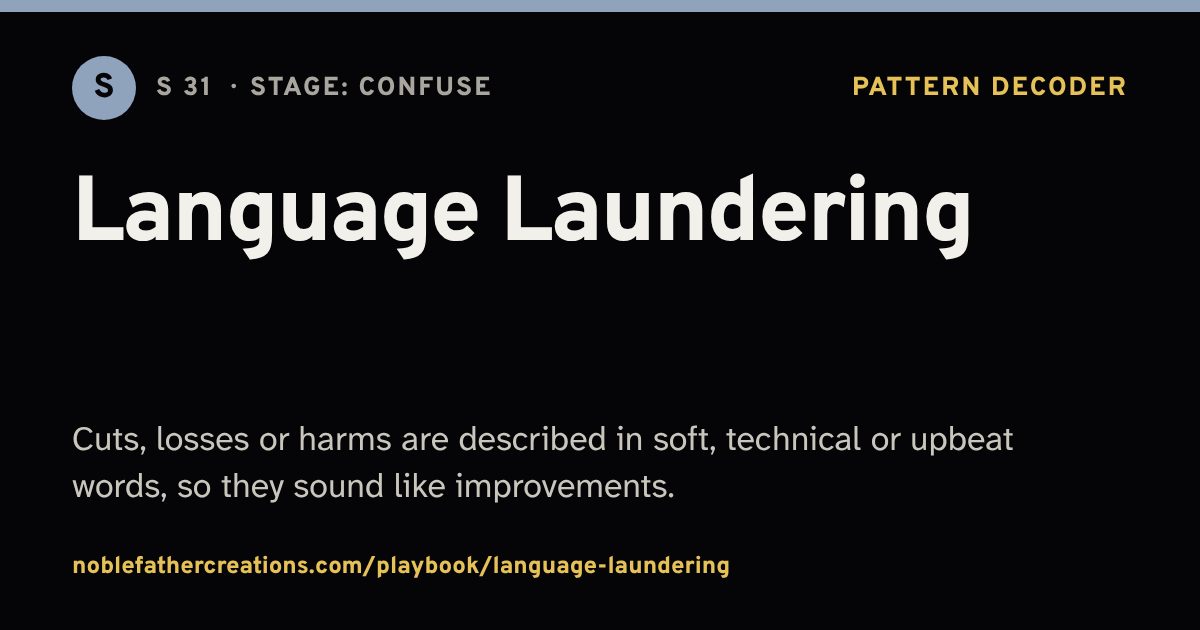 S
S 31 · STAGE: CONFUSE
PATTERN DECODER
Language Laundering
Cuts, losses or harms are described in soft, technical or upbeat
words, so they sound like improvements.
noblefathercreations.com/playbook/language-laundering